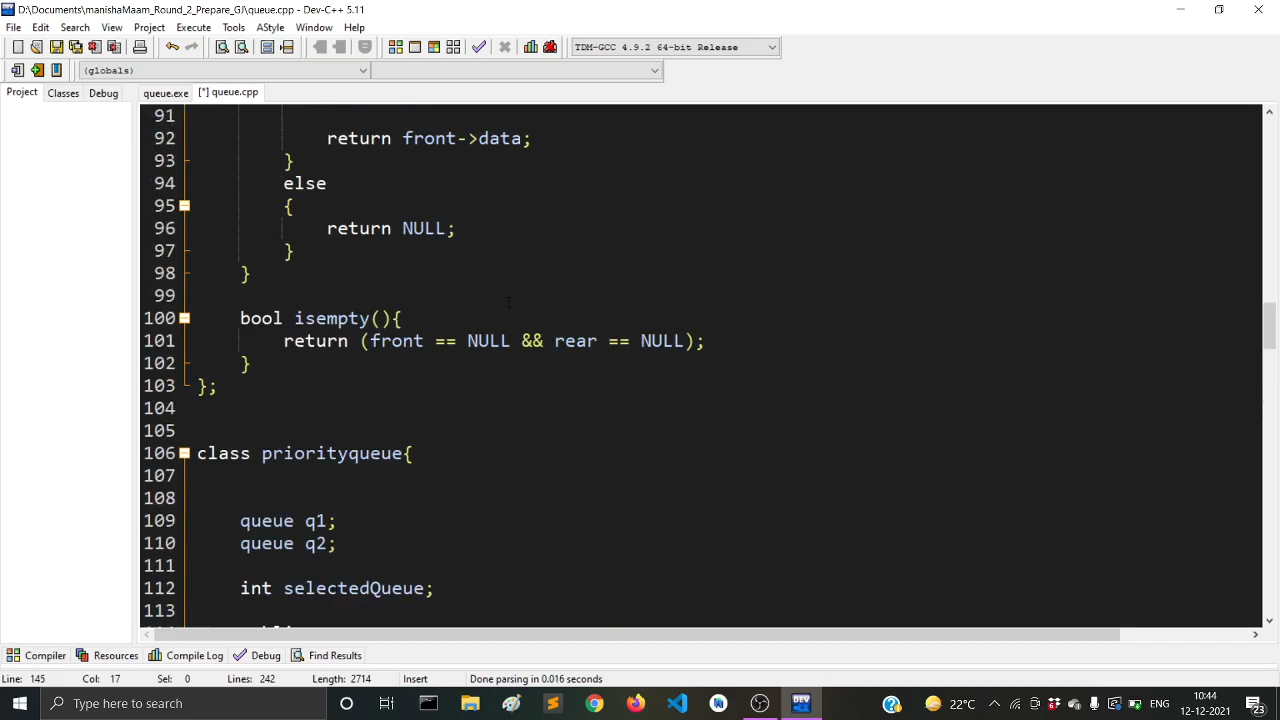 D:\Documents\manishaMaam_Round_2_Prepare_GJ\queue.cpp - Dev-C++ 5.11
File Edit Search View Project Execute Tools AStyle Window Help
TDM-GCC 4.9.2 64-bit Release
(globals)
Project Classes Debug queue.exe [*] queue.cpp
91
92 return front->data;
93 }
94 else
95 {
96 return NULL;
97 }
98 }
99
100 bool isempty(){
101 return (front == NULL && rear == NULL);
102 }
103 };
104
105
106 class priorityqueue{
107
108
109 queue q1;
110 queue q2;
111
112 int selectedQueue;
113
Compiler Resources Compile Log Debug Find Results
Line: 145 Col: 17 Sel: 0 Lines: 242 Length: 2714 Insert Done parsing in 0.016 seconds
Type here to search
22°C ENG 10:44
12-12-2021 23